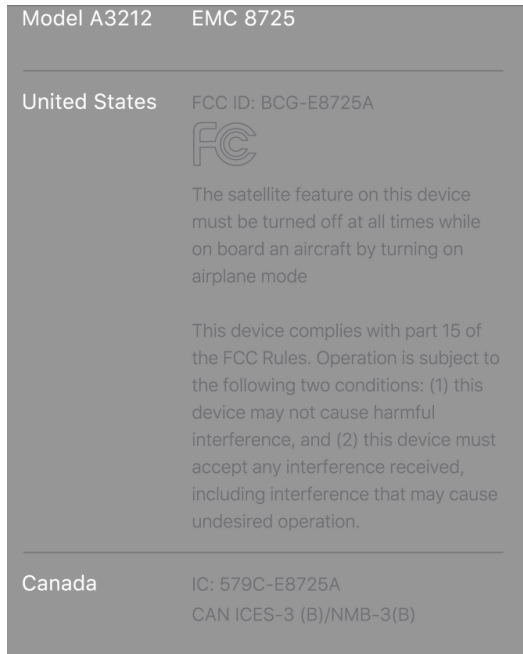 Model A3212 EMC 8725
United States FCC ID: BCG-E8725A
FC
The satellite feature on this device
must be turned off at all times while
on board an aircraft by turning on
airplane mode
This device complies with part 15 of
the FCC Rules. Operation is subject to
the following two conditions: (1) this
device may not cause harmful
interference, and (2) this device must
accept any interference received,
including interference that may cause
undesired operation.
Canada IC: 579C-E8725A
CAN ICES-3 (B)/NMB-3(B)